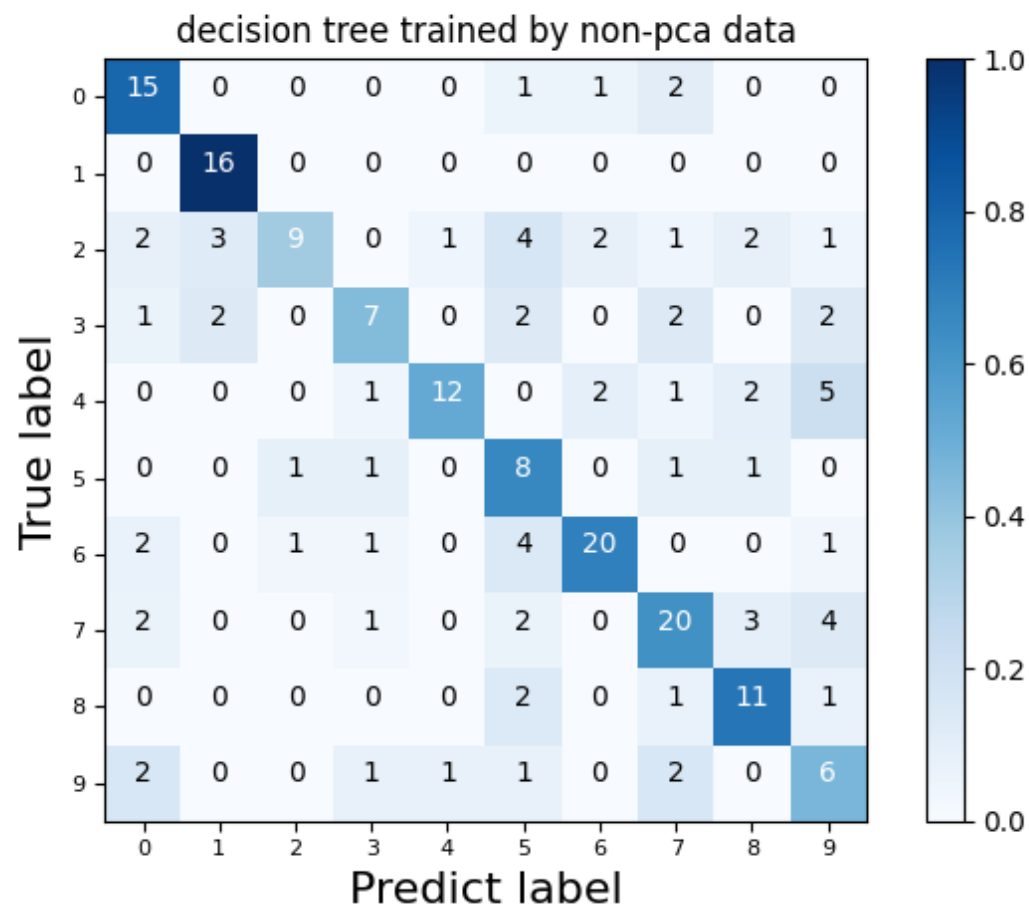 decision tree trained by non-pca data
0 15 0 0 0 0 1 1 2 0 0
1 0 16 0 0 0 0 0 0 0 0
2 2 3 9 0 1 4 2 1 2 1
3 1 2 0 7 0 2 0 2 0 2
4 0 0 0 1 12 0 2 1 2 5
5 0 0 1 1 0 8 0 1 1 0
6 2 0 1 1 0 4 20 0 0 1
7 2 0 0 1 0 2 0 20 3 4
8 0 0 0 0 0 2 0 1 11 1
9 2 0 0 1 1 1 0 2 0 6
0 1 2 3 4 5 6 7 8 9
Predict label
True label
1.0
0.8
0.6
0.4
0.2
0.0